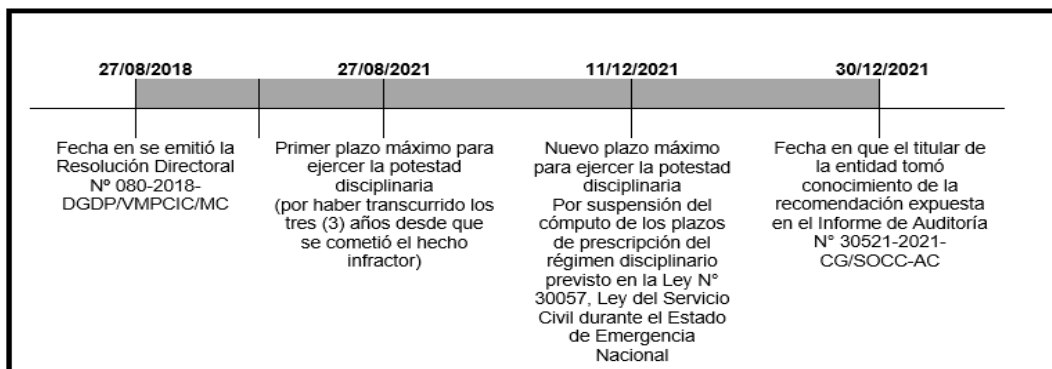 27/08/2018
27/08/2021
11/12/2021
30/12/2021
Fecha en se emitió la
Resolución Directoral
Nº 080-2018-
DGDP/VMPCIC/MC
Primer plazo máximo para
ejercer la potestad
disciplinaria
(por haber transcurrido los
tres (3) años desde que
se cometió el hecho
infractor)
Nuevo plazo máximo
para ejercer la potestad
disciplinaria
Por suspensión del
cómputo de los plazos
de prescripción del
régimen disciplinario
previsto en la Ley N°
30057, Ley del Servicio
Civil durante el Estado
de Emergencia
Nacional
Fecha en que el titular de
la entidad tomó
conocimiento de la
recomendación expuesta
en el Informe de Auditoría
N° 30521-2021-
CG/SOCC-AC